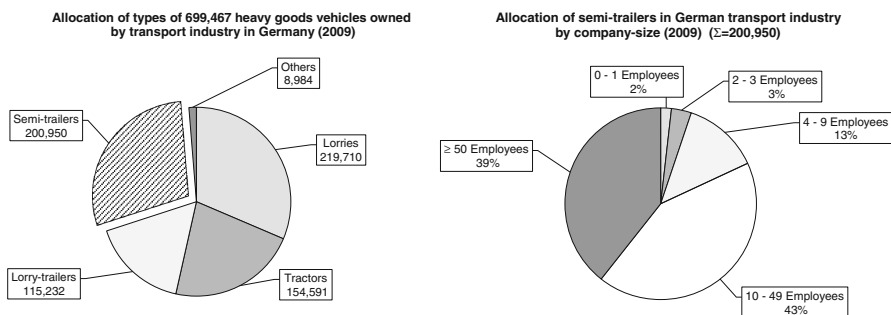 Allocation of types of 699,467 heavy goods vehicles owned
by transport industry in Germany (2009)
Others
8,984
Semi-trailers
200,950
Lorries
219,710
Lorry-trailers
115,232
Tractors
154,591
Allocation of semi-trailers in German transport industry
by company-size (2009) (Σ=200,950)
0 - 1 Employees
2%
2 - 3 Employees
3%
4 - 9 Employees
13%
≥ 50 Employees
39%
10 - 49 Employees
43%